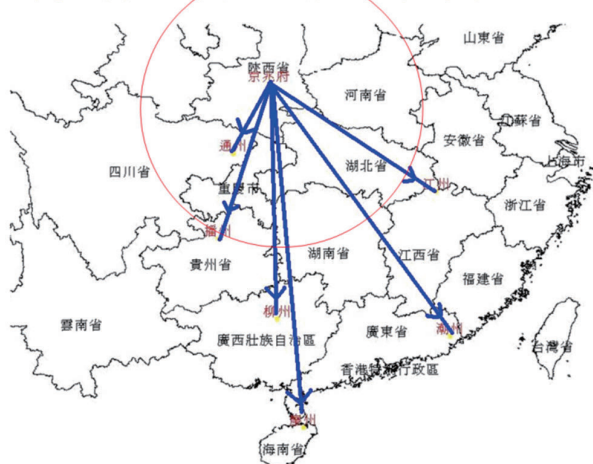 山東省
陝西省
京兆府
河南省
江蘇省
安徽省
通州
上海市
湖北省
四川省
重慶市
江州
浙江省
播州
貴州省
湖南省
江西省
福建省
柳州
潮州
雲南省
廣西壯族自治區
廣東省
台灣省
香港特別行政區
海南省